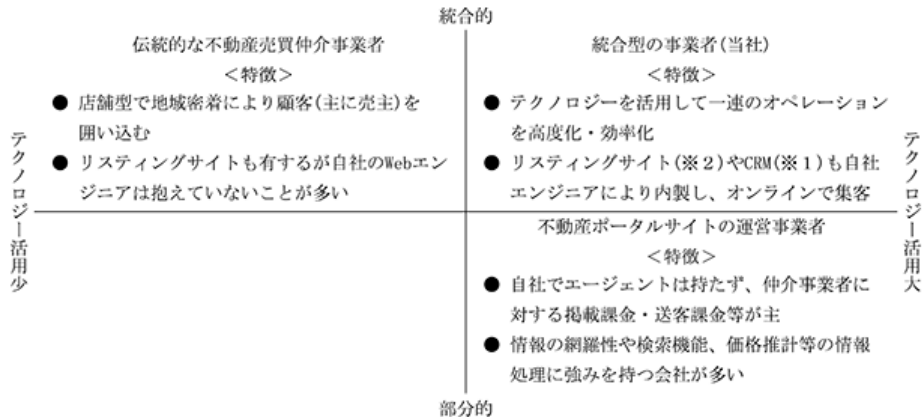 統合的
伝統的な不動産売買仲介事業者
＜特徴＞
● 店舗型で地域密着により顧客(主に売主)を
囲い込む
● リスティングサイトも有するが自社のWebエン
ジニアは抱えていないことが多い
統合型の事業者(当社)
＜特徴＞
● テクノロジーを活用して一連のオペレーション
を高度化・効率化
● リスティングサイト(※２)やCRM(※１)も自社
エンジニアにより内製し、オンラインで集客
テクノロジー活用少
テクノロジー活用大
不動産ポータルサイトの運営事業者
＜特徴＞
● 自社でエージェントは持たず、仲介事業者に
対する掲載課金・送客課金等が主
● 情報の網羅性や検索機能、価格推計等の情報
処理に強みを持つ会社が多い
部分的